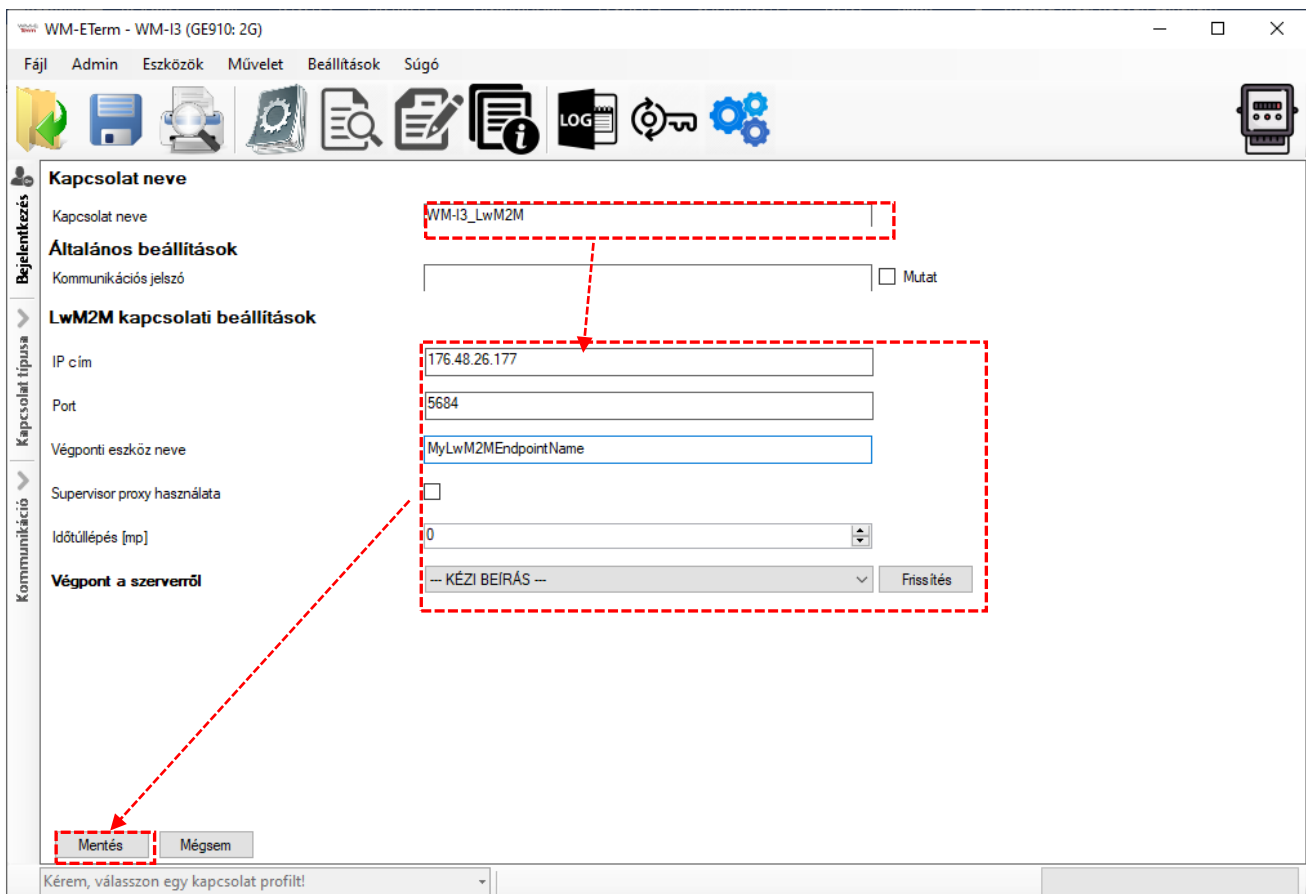 WM-ETerm - WM-I3 (GE910: 2G)
Fájl Admin Eszközök Művelet Beállítások Súgó
LOG
Bejelentkezés
Kapcsolat típusa
Kommunikáció
Kapcsolat neve
Kapcsolat neve WM-I3_LwM2M
Általános beállítások
Kommunikációs jelszó Mutat
LwM2M kapcsolati beállítások
IP cím 176.48.26.177
Port 5684
Végponti eszköz neve MyLwM2MEndpointName
Supervisor proxy használata
Időtúllépés [mp] 0
Végpont a szerverről --- KÉZI BEÍRÁS --- Frissítés
Mentés Mégsem
Kérem, válasszon egy kapcsolat profilt!